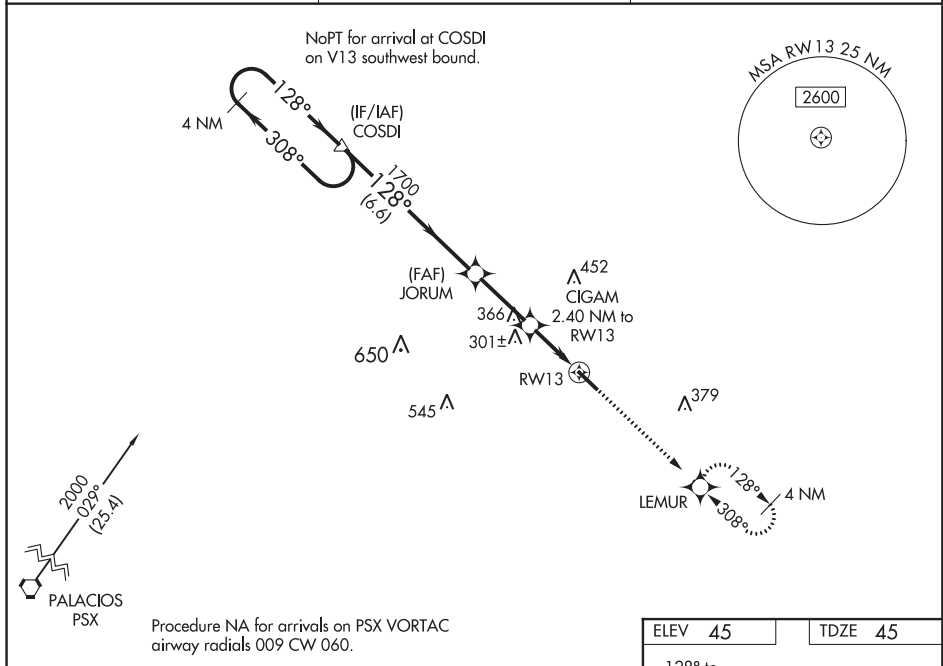 NoPT for arrival at COSDI
on V13 southwest bound.
MSA RW13 25 NM
2600
4 NM
128°
308°
(IF/IAF)
COSDI
1700
128°
(6.6)
(FAF)
JORUM
452
CIGAM
2.40 NM to
RW13
366
301±
650
RW13
545
379
LEMUR
128°
308°
4 NM
2000
029°
(25.4)
PALACIOS
PSX
Procedure NA for arrivals on PSX VORTAC
airway radials 009 CW 060.
ELEV 45
TDZE 45
128° to